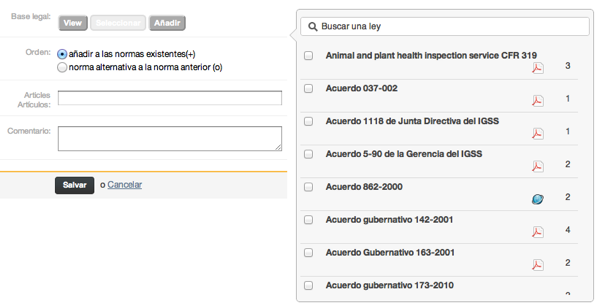 Base legal:
View Seleccionar Añadir
Orden:
añadir a las normas existentes(+)
norma alternativa a la norma anterior (o)
Articles
Artículos:
Comentario:
Salvar o Cancelar
Buscar una ley
Animal and plant health inspection service CFR 319
3
Acuerdo 037-002
1
Acuerdo 1118 de Junta Directiva del IGSS
1
Acuerdo 5-90 de la Gerencia del IGSS
2
Acuerdo 862-2000
2
Acuerdo gubernativo 142-2001
4
Acuerdo Gubernativo 163-2001
2
Acuerdo gubernativo 173-2010